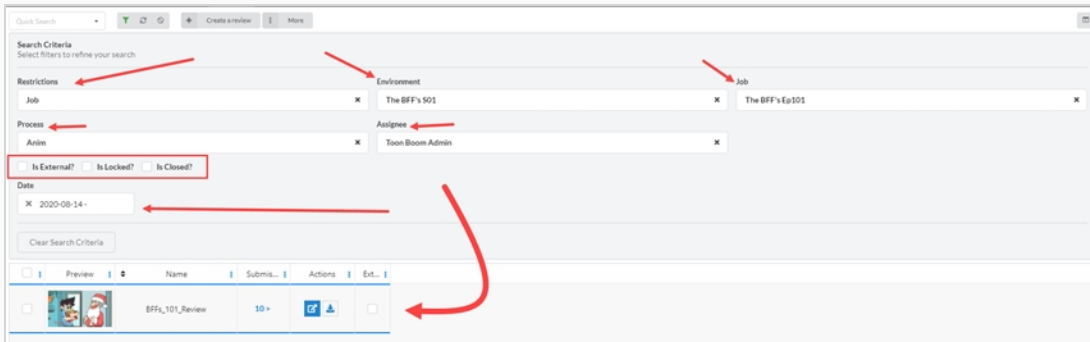 Quick Search
+ Create a review
More
Search Criteria
Select filters to refine your search
Restrictions Environment Job
Job The BFF's S01 The BFF's Ep101
Process Assignee
Anim Toon Boom Admin
Is External? Is Locked? Is Closed?
Date
2020-08-14 -
Clear Search Criteria
Preview Name Submis... Actions Ext...
BFFs_101_Review 10